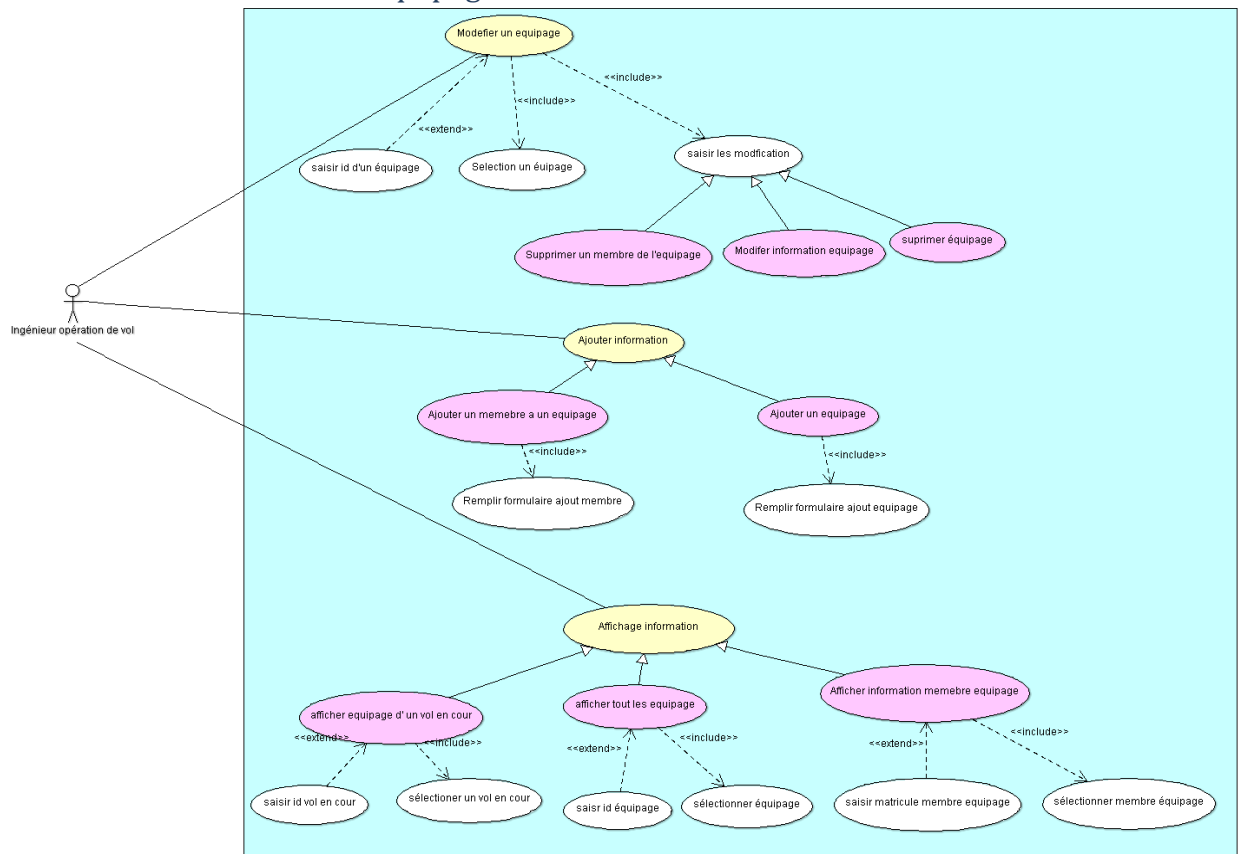 Modefier un equipage
<<include>>
<<include>>
<<extend>>
saisir id d'un équipage
Selection un éuipage
saisir les modfication
Supprimer un membre de l'equipage
Modifer information equipage
suprimer équipage
Ingénieur opération de vol
Ajouter information
Ajouter un memebre a un equipage
Ajouter un equipage
<<include>>
<<include>>
Remplir formulaire ajout membre
Remplir formulaire ajout equipage
Affichage information
afficher equipage d' un vol en cour
afficher tout les equipage
Afficher information memebre equipage
<<extend>>
<<include>>
<<extend>>
<<include>>
<<extend>>
<<include>>
saisir id vol en cour
sélectioner un vol en cour
saisr id équipage
sélectionner équipage
saisir matricule membre equipage
sélectionner membre équipage